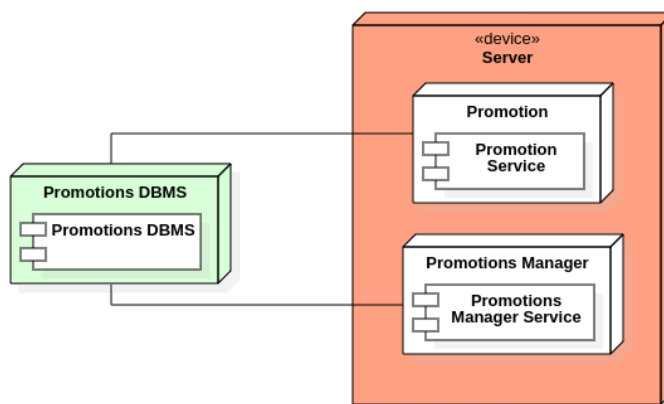 «device»
Server
Promotion
Promotion
Service
Promotions DBMS
Promotions DBMS
Promotions Manager
Promotions
Manager Service